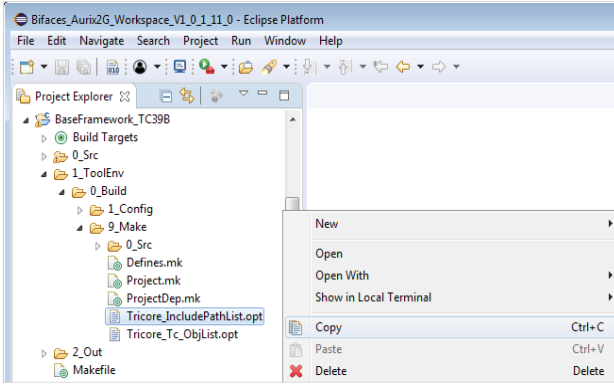 Bifaces_Aurix2G_Workspace_V1_0_1_11_0 - Eclipse Platform
File Edit Navigate Search Project Run Window Help
Project Explorer
BaseFramework_TC39B
Build Targets
0_Src
1_ToolEnv
0_Build
1_Config
9_Make
0_Src
Defines.mk
Project.mk
ProjectDep.mk
Tricore_IncludePathList.opt
Tricore_Tc_ObjList.opt
2_Out
Makefile
New
Open
Open With
Show in Local Terminal
Copy Ctrl+C
Paste Ctrl+V
Delete Delete